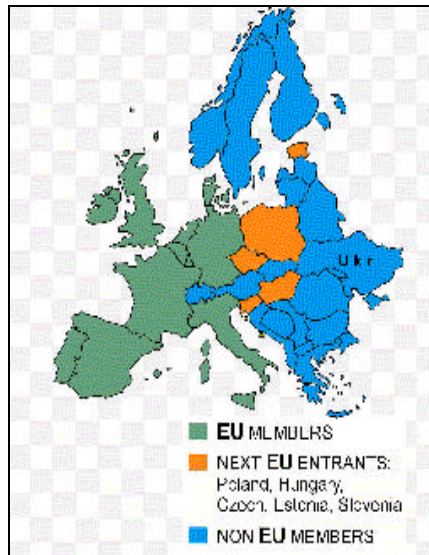 Ukr
EU MEMBERS
NEXT EU ENTRANTS:
Poland, Hungary,
Czech, Estonia, Slovenia
NON EU MEMBERS